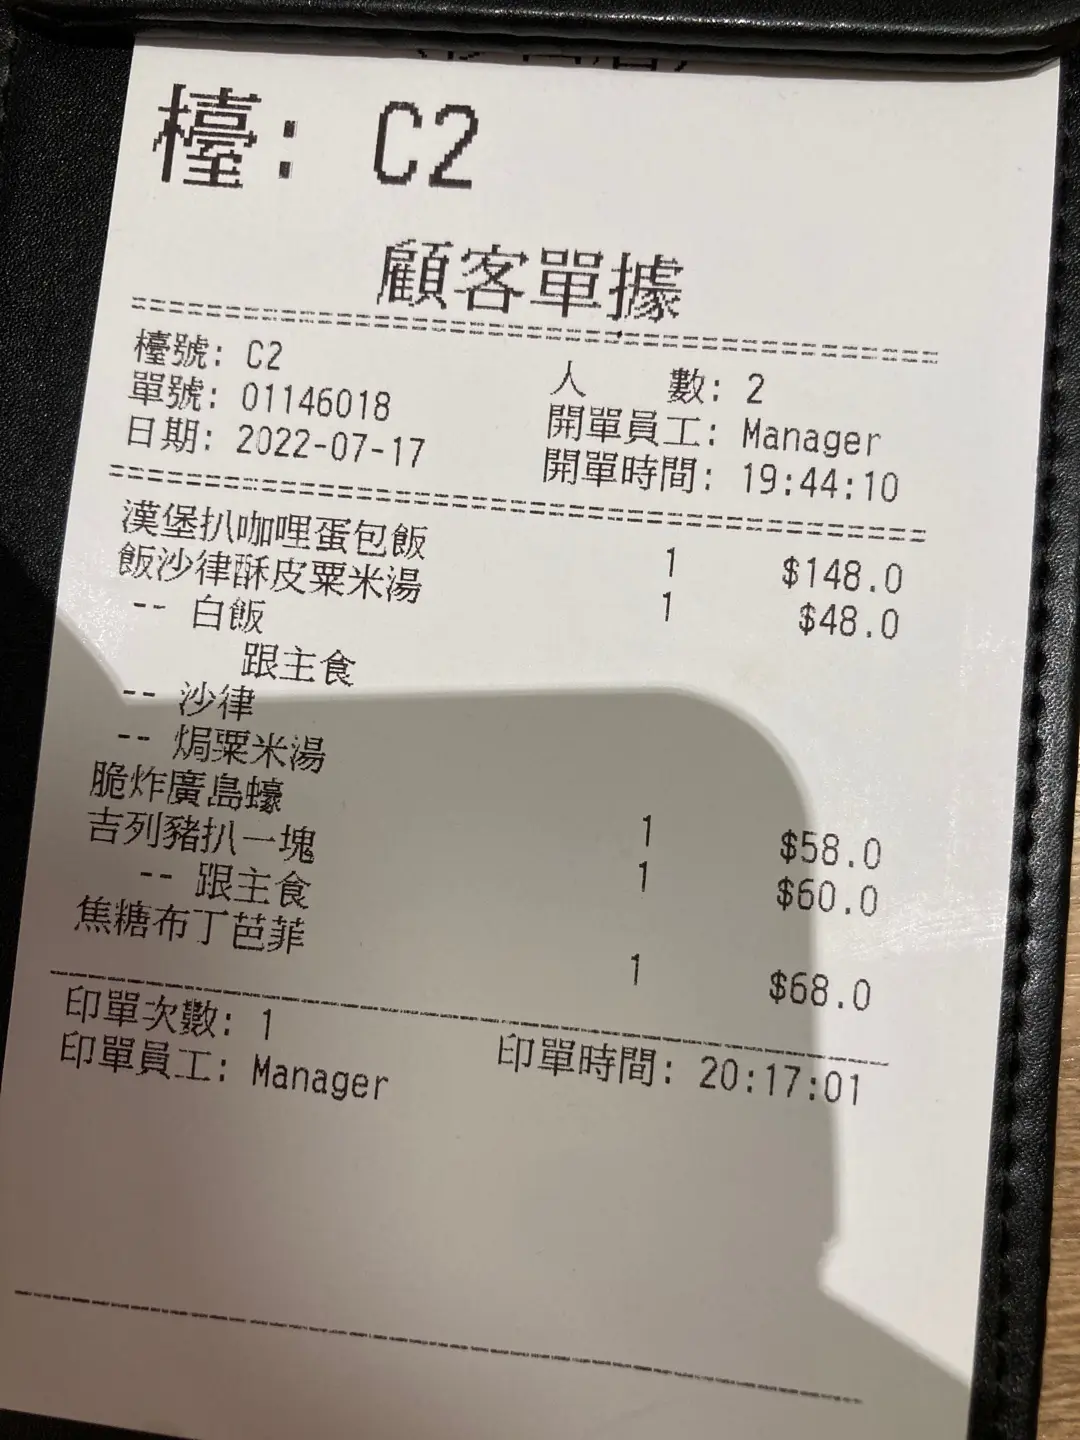 檯: C2
顧客單據
檯號: C2 人 數: 2
單號: 01146018 開單員工: Manager
日期: 2022-07-17 開單時間: 19:44:10
漢堡扒咖哩蛋包飯 1 $148.0
飯沙律酥皮粟米湯 1 $48.0
-- 白飯
跟主食
-- 沙律
-- 焗粟米湯
脆炸廣島蠔 1 $58.0
吉列豬扒一塊 1 $60.0
-- 跟主食
焦糖布丁芭菲 1 $68.0
印單次數: 1 印單時間: 20:17:01
印單員工: Manager